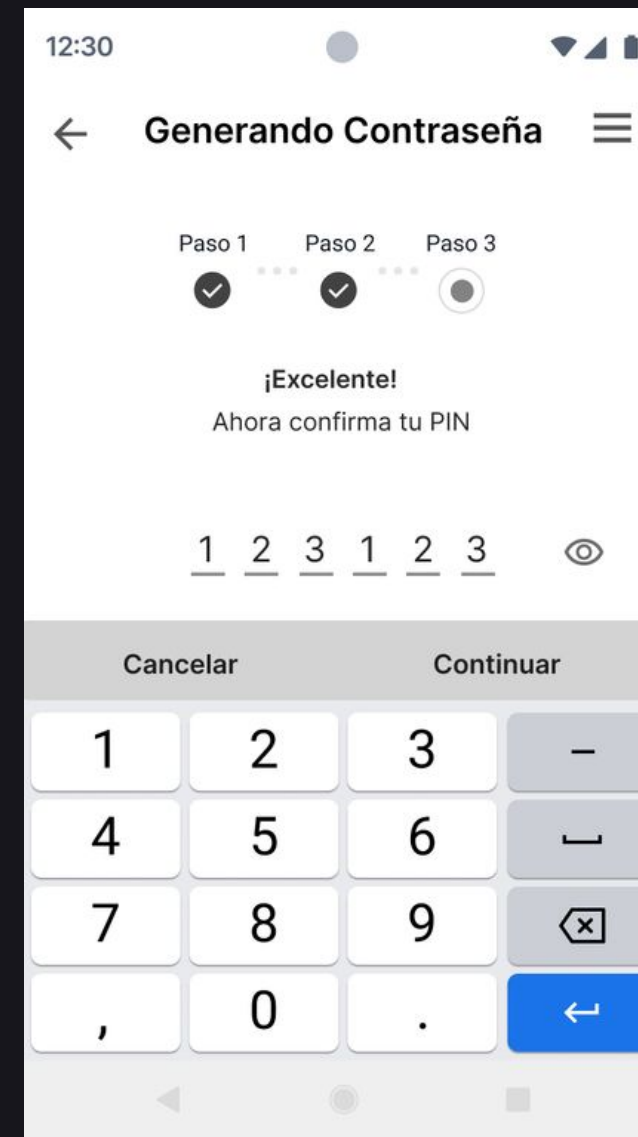 12:30
Generando Contraseña
Paso 1 Paso 2 Paso 3
¡Excelente!
Ahora confirma tu PIN
1 2 3 1 2 3
Cancelar Continuar
1 2 3 –
4 5 6
7 8 9
, 0 .